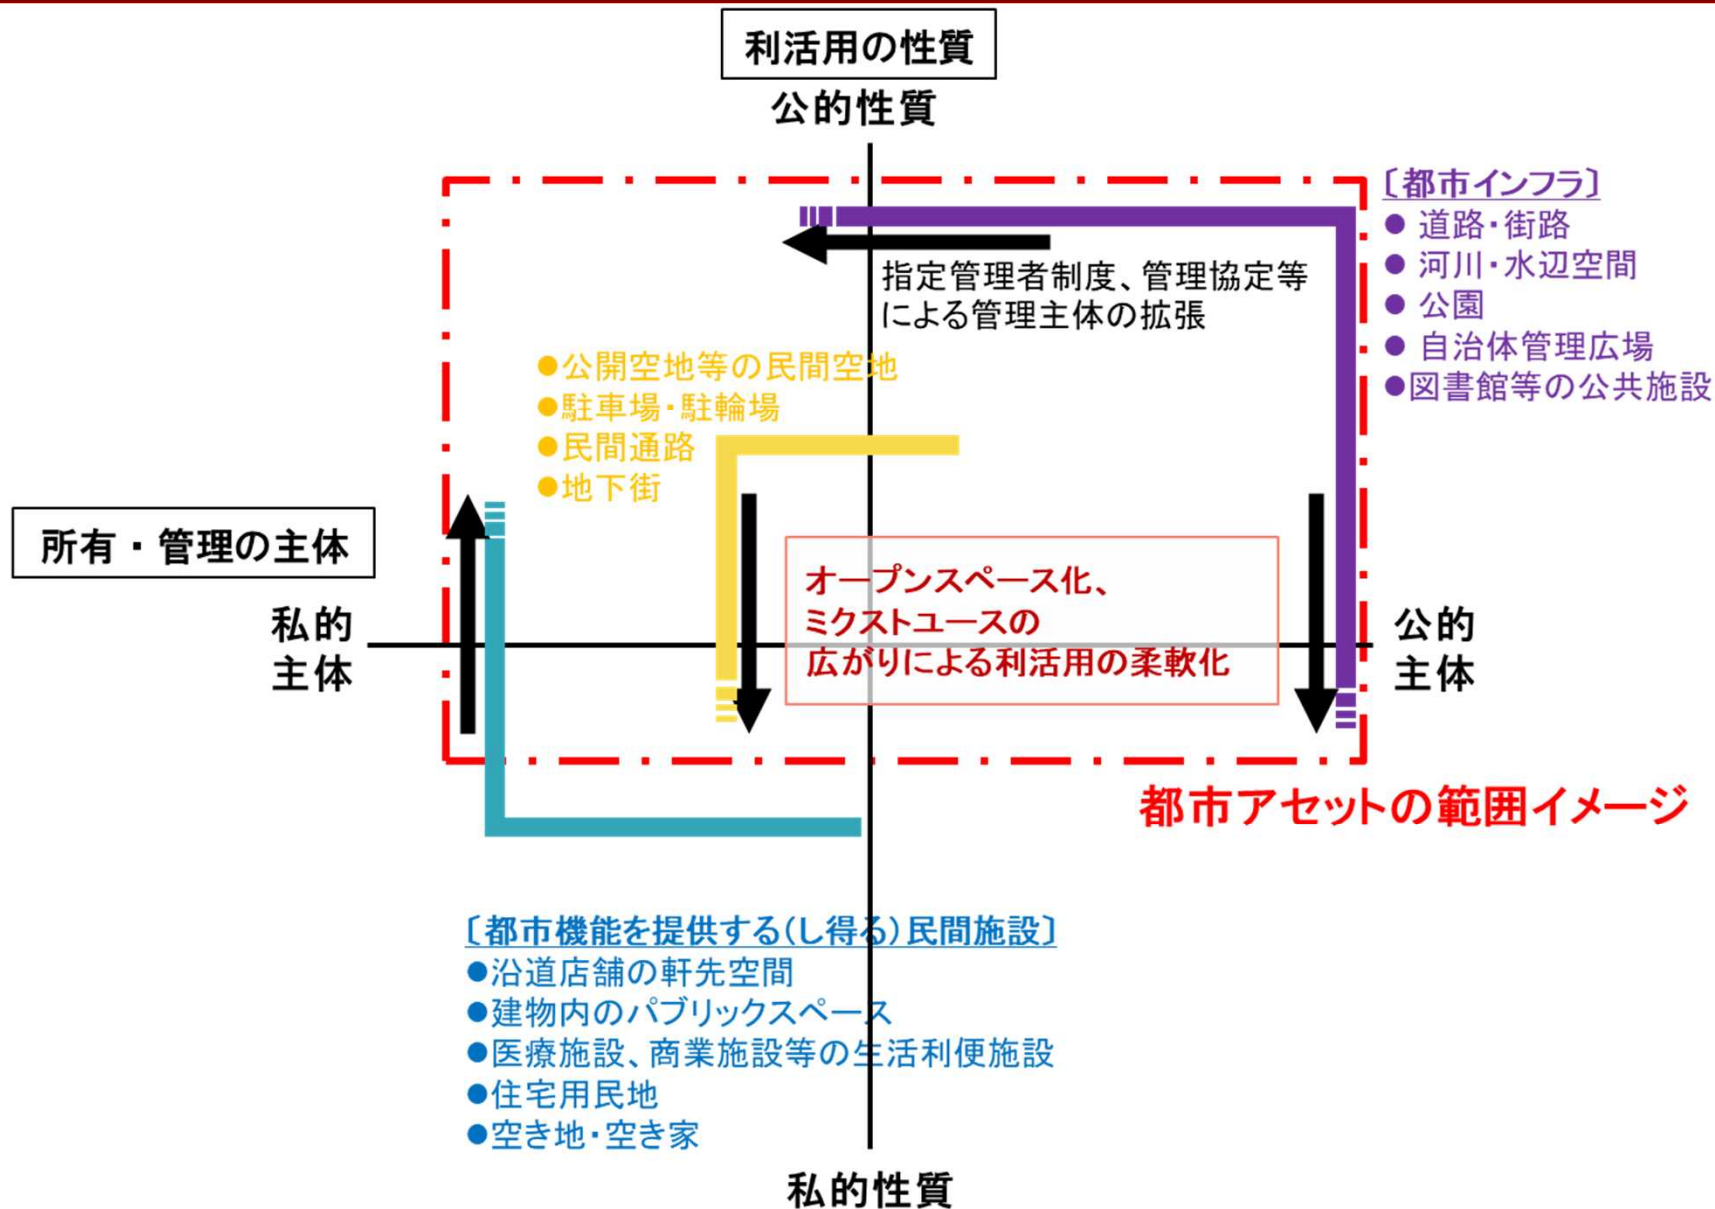 利活用の性質
公的性質
〔都市インフラ〕
● 道路・街路
● 河川・水辺空間
● 公園
● 自治体管理広場
●図書館等の公共施設
指定管理者制度、管理協定等
による管理主体の拡張
●公開空地等の民間空地
●駐車場・駐輪場
●民間通路
●地下街
所有・管理の主体
私的
主体
オープンスペース化、
ミクストユースの
広がりによる利活用の柔軟化
公的
主体
都市アセットの範囲イメージ
〔都市機能を提供する(し得る)民間施設〕
●沿道店舗の軒先空間
●建物内のパブリックスペース
●医療施設、商業施設等の生活利便施設
●住宅用民地
●空き地・空き家
私的性質